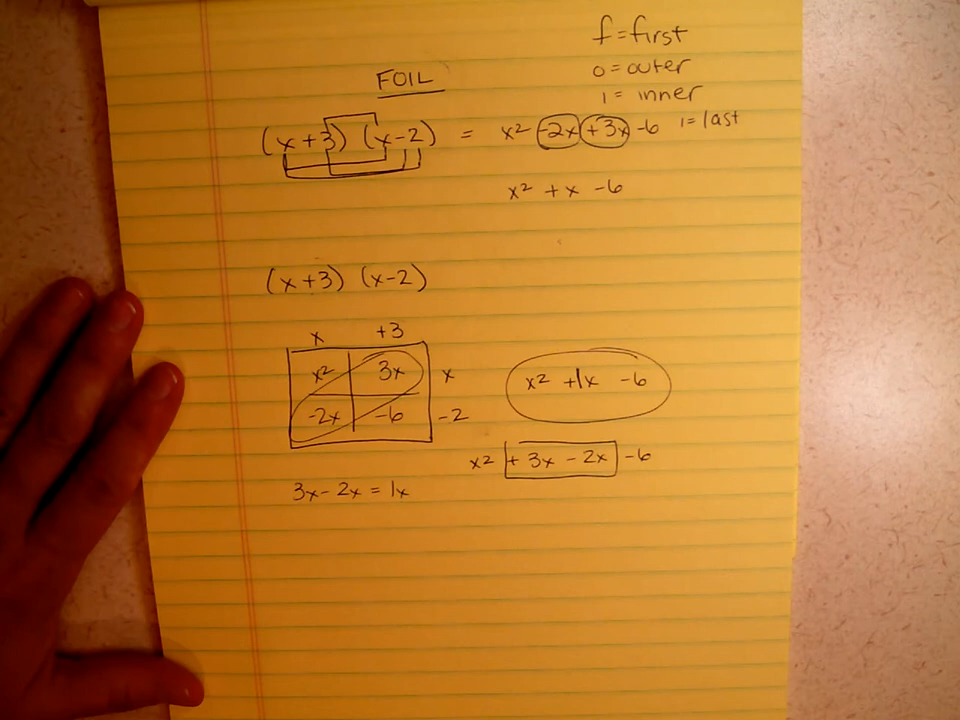 f=first
o=outer
FOIL
i= inner
(x+3) (x-2) = x² -2x +3x -6
l=last
x² +x -6
(x+3) (x-2)
x +3
x² 3x x
-2x -6 -2
x² +1x -6
x² + 3x - 2x -6
3x-2x = 1x